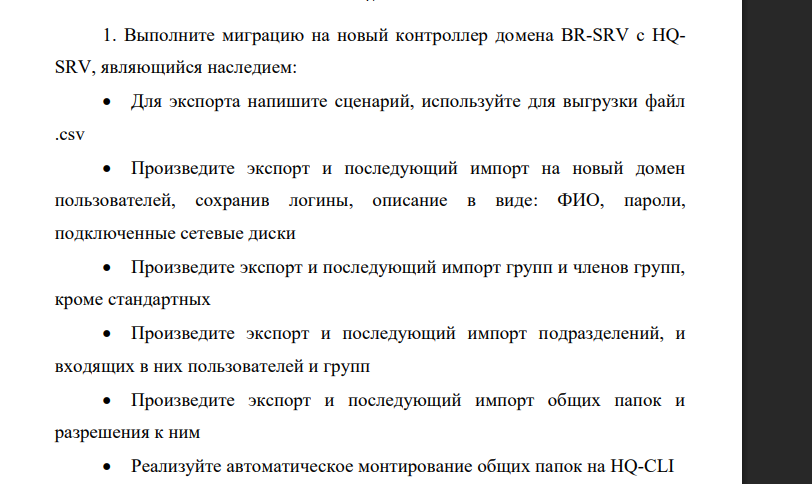 1. Выполните миграцию на новый контроллер домена BR-SRV с HQ-
SRV, являющийся наследием:
• Для экспорта напишите сценарий, используйте для выгрузки файл
.csv
• Произведите экспорт и последующий импорт на новый домен
пользователей, сохранив логины, описание в виде: ФИО, пароли,
подключенные сетевые диски
• Произведите экспорт и последующий импорт групп и членов групп,
кроме стандартных
• Произведите экспорт и последующий импорт подразделений, и
входящих в них пользователей и групп
• Произведите экспорт и последующий импорт общих папок и
разрешения к ним
• Реализуйте автоматическое монтирование общих папок на HQ-CLI